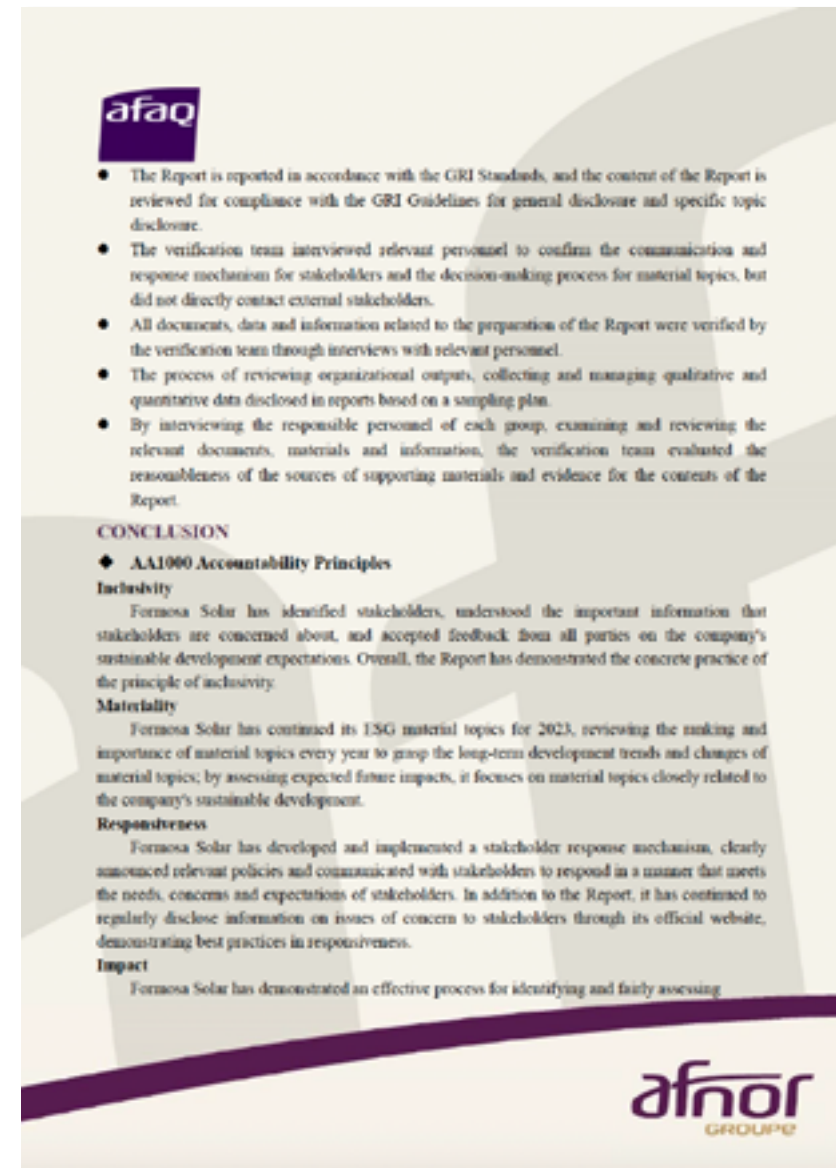 afaq
● The Report is reported in accordance with the GRI Standards, and the content of the Report is
reviewed for compliance with the GRI Guidelines for general disclosure and specific topic
disclosure.
● The verification team interviewed relevant personnel to confirm the communication and
response mechanism for stakeholders and the decision-making process for material topics, but
did not directly contact external stakeholders.
● All documents, data and information related to the preparation of the Report were verified by
the verification team through interviews with relevant personnel.
● The process of reviewing organizational outputs, collecting and managing qualitative and
quantitative data disclosed in reports based on a sampling plan.
● By interviewing the responsible personnel of each group, examining and reviewing the
relevant documents, materials and information, the verification team evaluated the
reasonableness of the sources of supporting materials and evidence for the contents of the
Report.
CONCLUSION
◆ AA1000 Accountability Principles
Inclusivity
Formosa Solar has identified stakeholders, understood the important information that
stakeholders are concerned about, and accepted feedback from all parties on the company's
sustainable development expectations. Overall, the Report has demonstrated the concrete practice of
the principle of inclusivity.
Materiality
Formosa Solar has continued its ESG material topics for 2023, reviewing the ranking and
importance of material topics every year to grasp the long-term development trends and changes of
material topics; by assessing expected future impacts, it focuses on material topics closely related to
the company's sustainable development.
Responsiveness
Formosa Solar has developed and implemented a stakeholder response mechanism, clearly
announced relevant policies and communicated with stakeholders to respond in a manner that meets
the needs, concerns and expectations of stakeholders. In addition to the Report, it has continued to
regularly disclose information on issues of concern to stakeholders through its official website,
demonstrating best practices in responsiveness.
Impact
Formosa Solar has demonstrated an effective process for identifying and fairly assessing
afnor
GROUPE